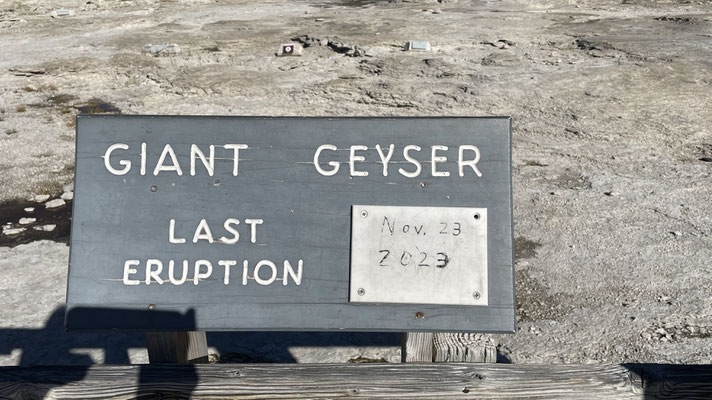 GIANT GEYSER
LAST
ERUPTION
Nov. 23
2023